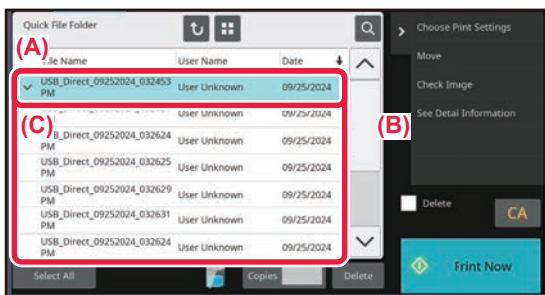 Quick File Folder
(A)
File Name User Name Date
USB_Direct_09252024_032453
PM User Unknown 09/25/2024
(C)
User Unknown 09/25/2024
PM
USB_Direct_09252024_032624
PM User Unknown 09/25/2024
USB_Direct_09252024_032625
PM User Unknown 09/25/2024
USB_Direct_09252024_032629
PM User Unknown 09/25/2024
USB_Direct_09252024_032631
PM User Unknown 09/25/2024
USB_Direct_09252024_032624
PM User Unknown 09/25/2024
Select All Copies Delete
Choose Print Settings
Move
Check Image
(B)
See Detai Information
Delete
CA
Frint Now